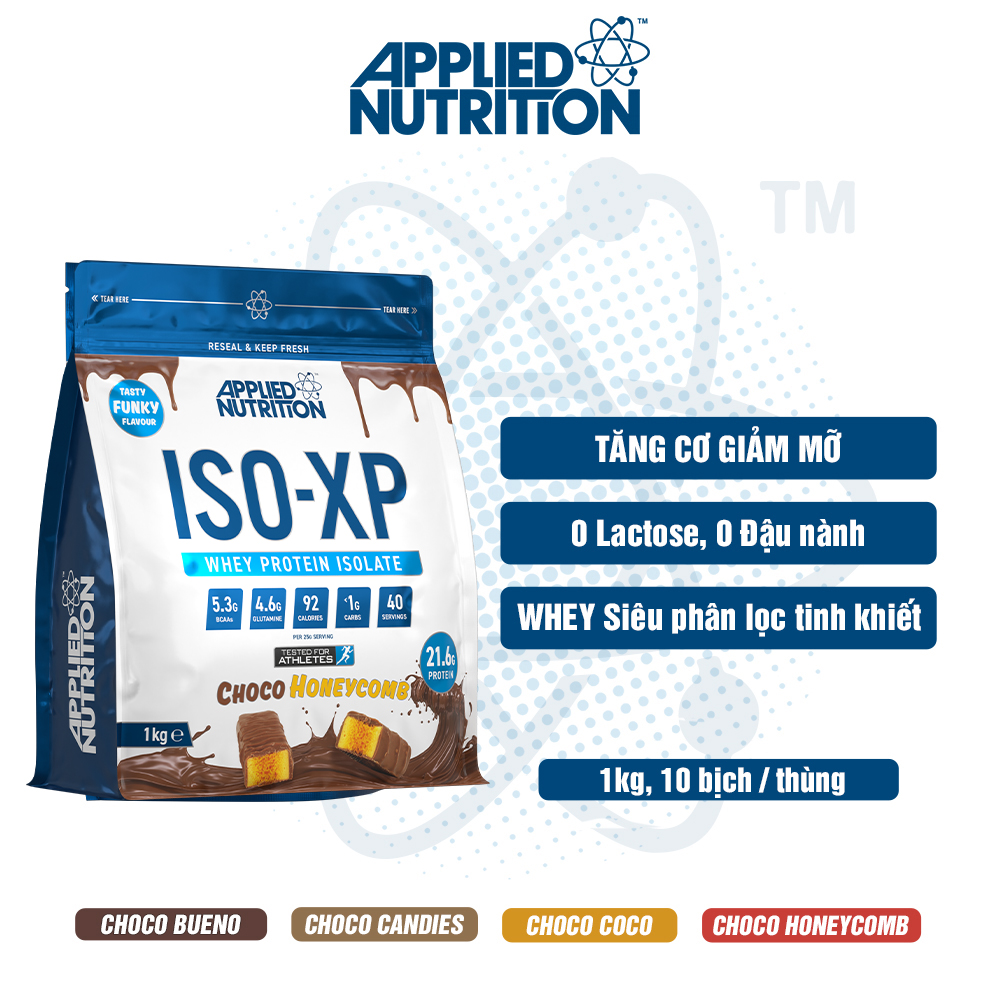 APPLIED
NUTRITION
TM
TM
« TEAR HERE
TEAR HERE »
RESEAL & KEEP FRESH
TASTY
FUNKY
FLAVOUR
APPLIED
NUTRITION
ISO-XP
WHEY PROTEIN ISOLATE
5.3G
BCAAs
4.6G
GLUTAMINE
92
CALORIES
<1G
CARBS
40
SERVINGS
PER 25G SERVING
TESTED FOR
ATHLETES
21.6G
PROTEIN
CHOCO HONEYCOMB
1kg e
APPLIED
NUTRITION
TĂNG CƠ GIẢM MỠ
0 Lactose, 0 Đậu nành
WHEY Siêu phân lọc tinh khiết
1kg, 10 bịch / thùng
CHOCO BUENO
CHOCO CANDIES
CHOCO COCO
CHOCO HONEYCOMB